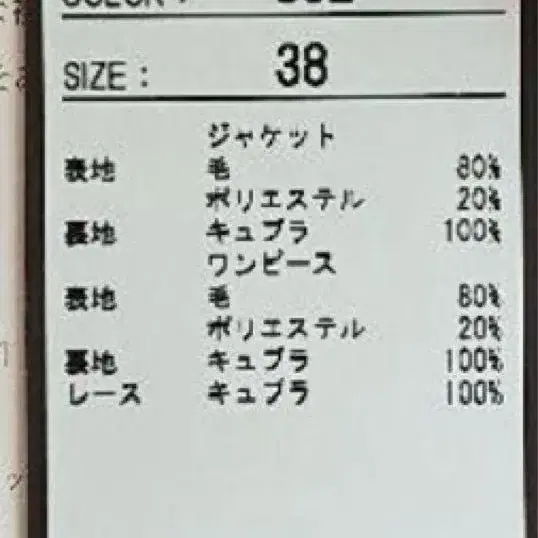 SIZE : 38
ジャケット
表地 毛 80%
ポリエステル 20%
裏地 キュプラ 100%
ワンピース
表地 毛 80%
ポリエステル 20%
裏地 キュプラ 100%
レース キュプラ 100%